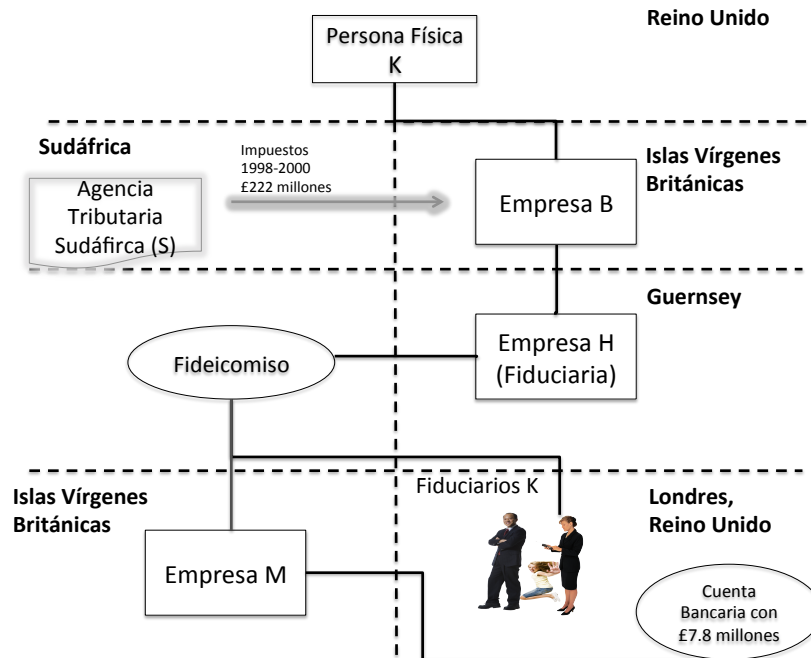 Reino Unido
Persona Física
K
Sudáfrica
Impuestos
1998-2000
£222 millones
Islas Vírgenes
Británicas
Agencia
Tributaria
Sudáfirca (S)
Empresa B
Guernsey
Empresa H
(Fiduciaria)
Fideicomiso
Islas Vírgenes
Británicas
Fiduciarios K
Londres,
Reino Unido
Empresa M
Cuenta
Bancaria con
£7.8 millones